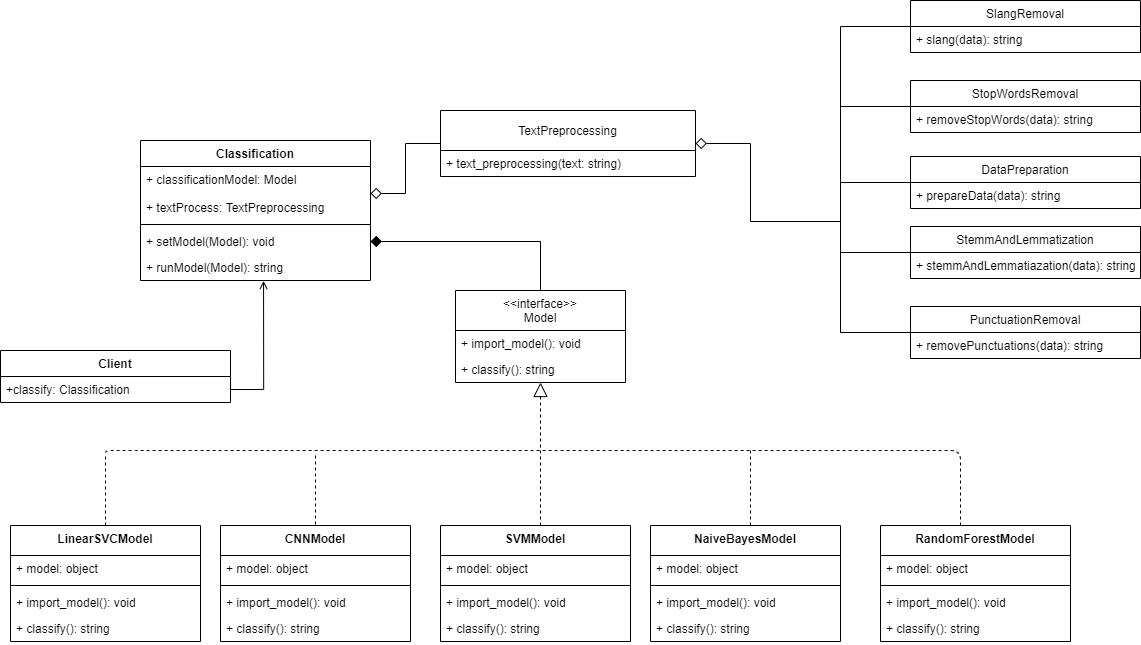 SlangRemoval
+ slang(data): string
StopWordsRemoval
+ removeStopWords(data): string
TextPreprocessing
+ text_preprocessing(text: string)
Classification
+ classificationModel: Model
+ textProcess: TextPreprocessing
+ setModel(Model): void
+ runModel(Model): string
DataPreparation
+ prepareData(data): string
StemmAndLemmatization
+ stemmAndLemmatiazation(data): string
PunctuationRemoval
+ removePunctuations(data): string
<<interface>>
Model
+ import_model(): void
+ classify(): string
Client
+classify: Classification
LinearSVCModel
+ model: object
+ import_model(): void
+ classify(): string
CNNModel
+ model: object
+ import_model(): void
+ classify(): string
SVMModel
+ model: object
+ import_model(): void
+ classify(): string
NaiveBayesModel
+ model: object
+ import_model(): void
+ classify(): string
RandomForestModel
+ model: object
+ import_model(): void
+ classify(): string